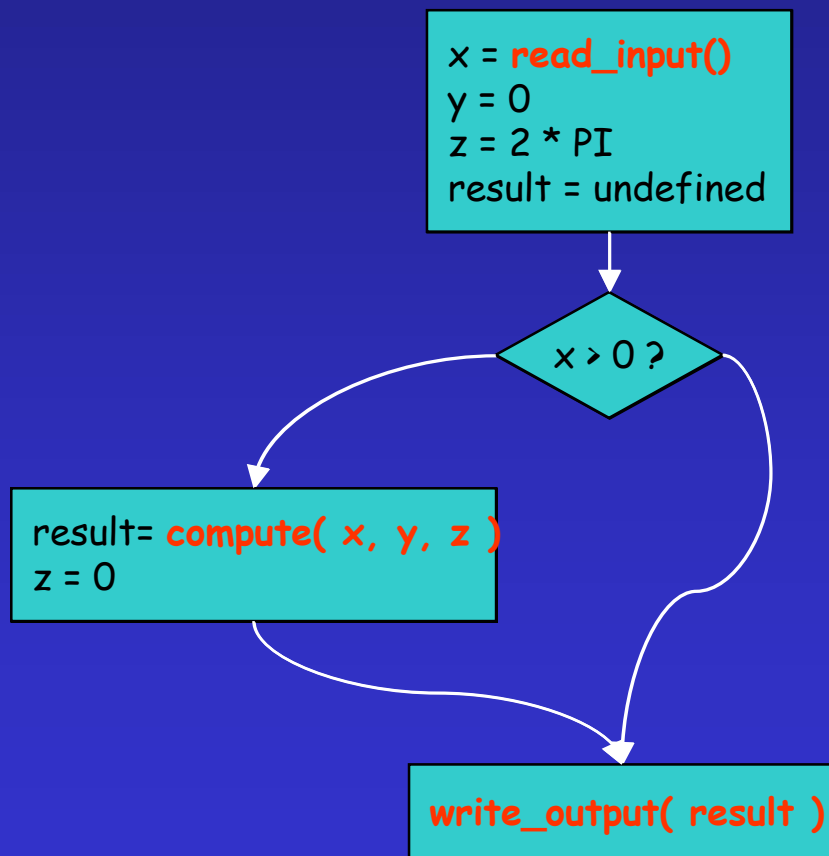 x = read_input()
y = 0
z = 2 * PI
result = undefined
x > 0 ?
result= compute( x, y, z )
z = 0
write_output( result )